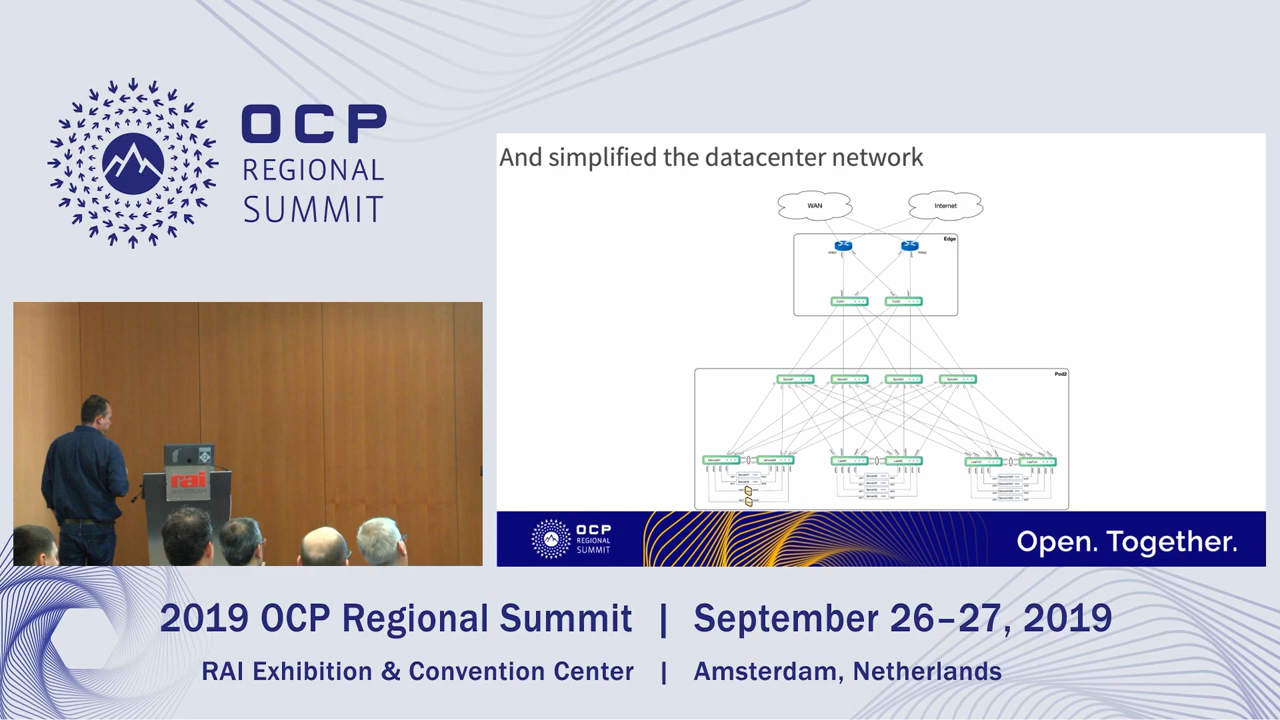 OCP
REGIONAL
SUMMIT
And simplified the datacenter network
WAN
Internet
Edge
Pod2
rai
OCP
REGIONAL
SUMMIT
Open. Together.
2019 OCP Regional Summit | September 26–27, 2019
RAI Exhibition & Convention Center | Amsterdam, Netherlands